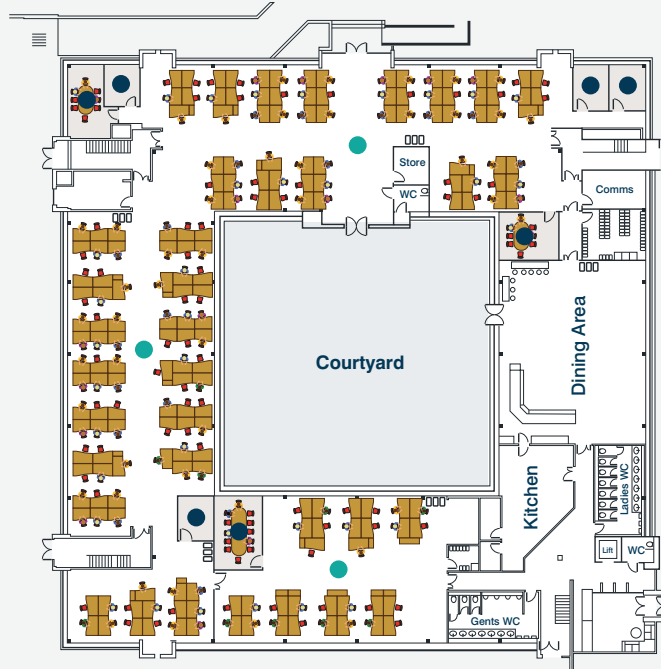 Store
WC
Comms
Courtyard
Dining Area
Kitchen
Ladies WC
Lift
WC
Gents WC